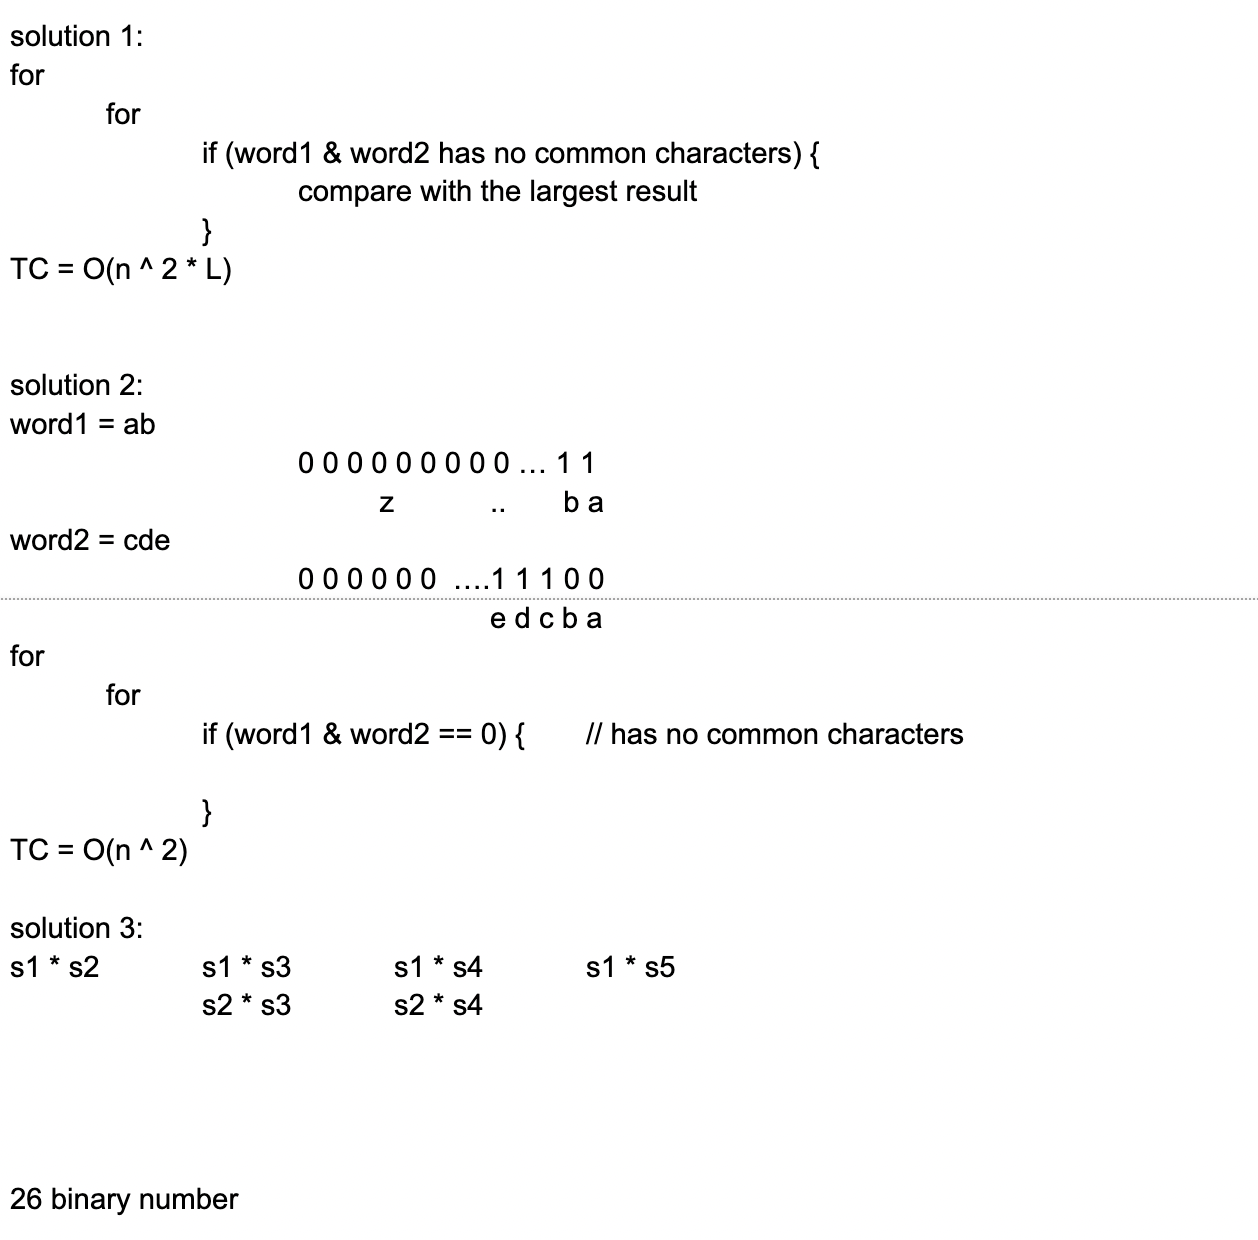 solution 1:
for
for
if (word1 & word2 has no common characters) {
compare with the largest result
}
TC = O(n ^ 2 * L)
solution 2:
word1 = ab
0 0 0 0 0 0 0 0 0 ... 1 1
z .. b a
word2 = cde
0 0 0 0 0 0 ....1 1 1 0 0
e d c b a
for
for
if (word1 & word2 == 0) { // has no common characters
}
TC = O(n ^ 2)
solution 3:
s1 * s2 s1 * s3 s1 * s4 s1 * s5
s2 * s3 s2 * s4
26 binary number